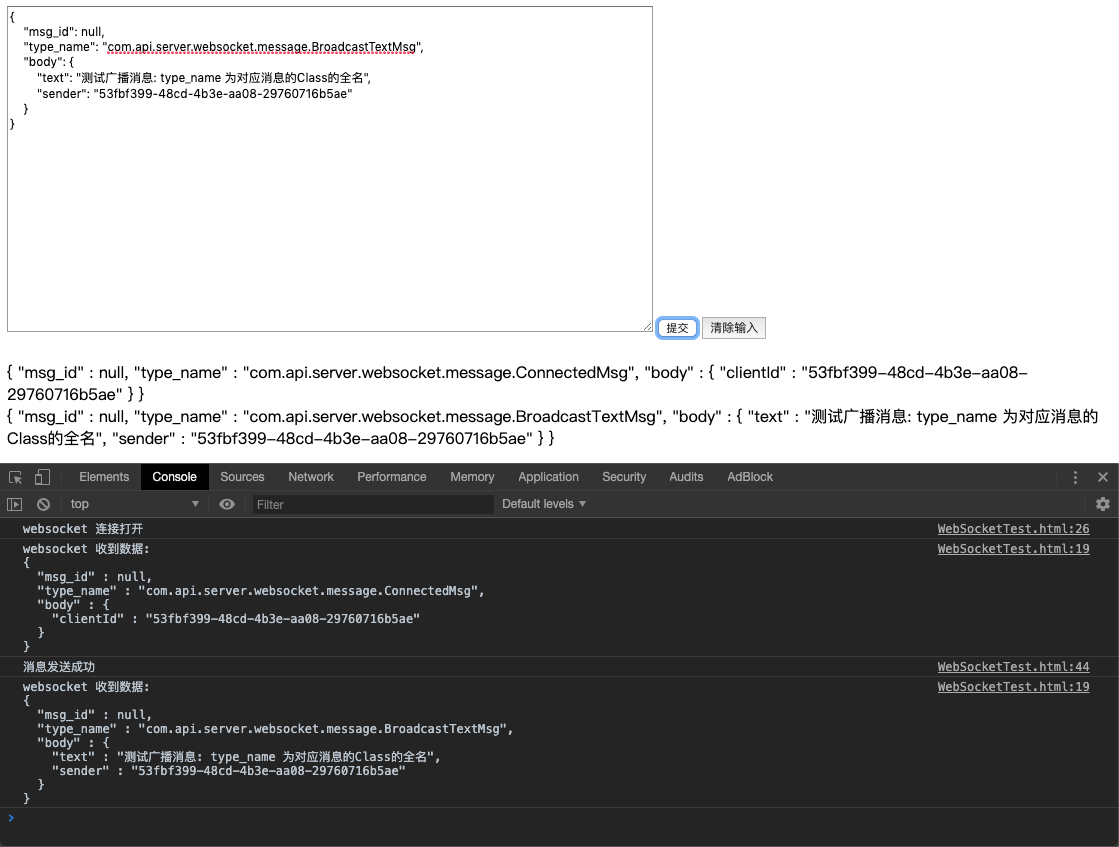 {
"msg_id": null,
"type_name": "com.api.server.websocket.message.BroadcastTextMsg",
"body": {
"text": "测试广播消息: type_name 为对应消息的Class的全名",
"sender": "53fbf399-48cd-4b3e-aa08-29760716b5ae"
}
}
提交 清除输入
{ "msg_id" : null, "type_name" : "com.api.server.websocket.message.ConnectedMsg", "body" : { "clientId" : "53fbf399-48cd-4b3e-aa08-
29760716b5ae" } }
{ "msg_id" : null, "type_name" : "com.api.server.websocket.message.BroadcastTextMsg", "body" : { "text" : "测试广播消息: type_name 为对应消息的
Class的全名", "sender" : "53fbf399-48cd-4b3e-aa08-29760716b5ae" } }
Elements Console Sources Network Performance Memory Application Security Audits AdBlock
top Filter Default levels
websocket 连接打开 WebSocketTest.html:26
websocket 收到数据: WebSocketTest.html:19
{
"msg_id" : null,
"type_name" : "com.api.server.websocket.message.ConnectedMsg",
"body" : {
"clientId" : "53fbf399-48cd-4b3e-aa08-29760716b5ae"
}
}
消息发送成功 WebSocketTest.html:44
websocket 收到数据: WebSocketTest.html:19
{
"msg_id" : null,
"type_name" : "com.api.server.websocket.message.BroadcastTextMsg",
"body" : {
"text" : "测试广播消息: type_name 为对应消息的Class的全名",
"sender" : "53fbf399-48cd-4b3e-aa08-29760716b5ae"
}
}